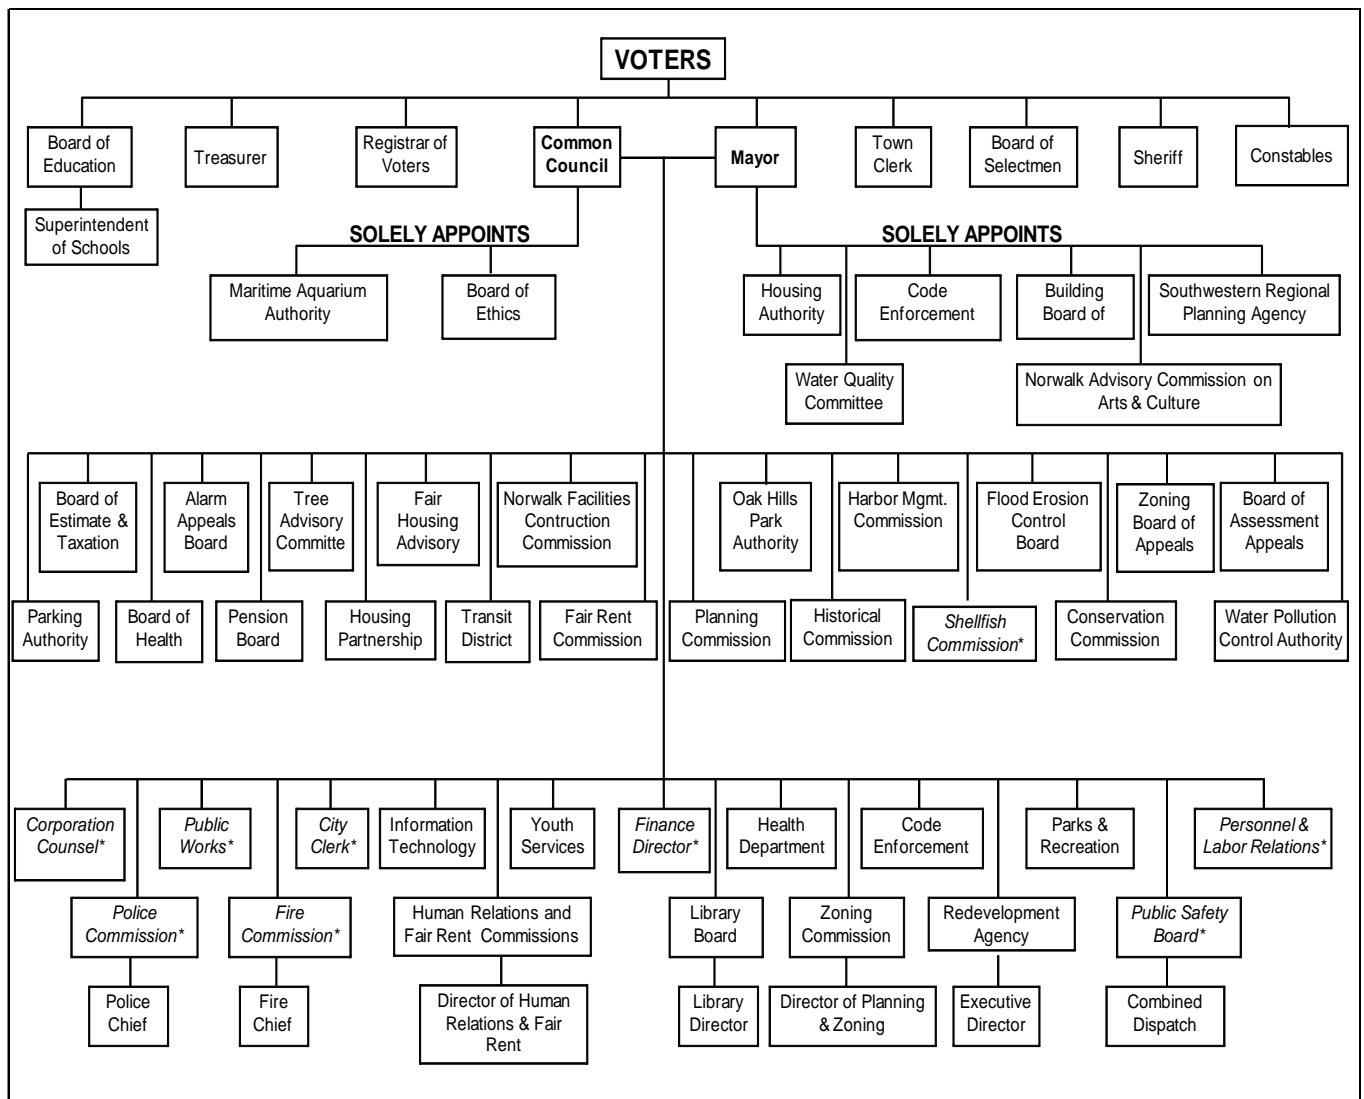 VOTERS
Board of
Education
Treasurer
Registrar of
Voters
Common
Council
Mayor
Town
Clerk
Board of
Selectmen
Sheriff
Constables
Superintendent
of Schools
SOLELY APPOINTS
SOLELY APPOINTS
Maritime Aquarium
Authority
Board of
Ethics
Housing
Authority
Code
Enforcement
Building
Board of
Southwestern Regional
Planning Agency
Water Quality
Committee
Norwalk Advisory Commission on
Arts & Culture
Board of
Estimate &
Taxation
Alarm
Appeals
Board
Tree
Advisory
Committe
Fair
Housing
Advisory
Norwalk Facilities
Contruction
Commission
Oak Hills
Park
Authority
Harbor Mgmt.
Commission
Flood Erosion
Control
Board
Zoning
Board of
Appeals
Board of
Assessment
Appeals
Parking
Authority
Board of
Health
Pension
Board
Housing
Partnership
Transit
District
Fair Rent
Commission
Planning
Commission
Historical
Commission
Shellfish
Commission*
Conservation
Commission
Water Pollution
Control Authority
Corporation
Counsel*
Public
Works*
City
Clerk*
Information
Technology
Youth
Services
Finance
Director*
Health
Department
Code
Enforcement
Parks &
Recreation
Personnel &
Labor Relations*
Police
Commission*
Fire
Commission*
Human Relations and
Fair Rent Commissions
Library
Board
Zoning
Commission
Redevelopment
Agency
Public Safety
Board*
Police
Chief
Fire
Chief
Director of Human
Relations & Fair
Rent
Library
Director
Director of Planning
& Zoning
Executive
Director
Combined
Dispatch